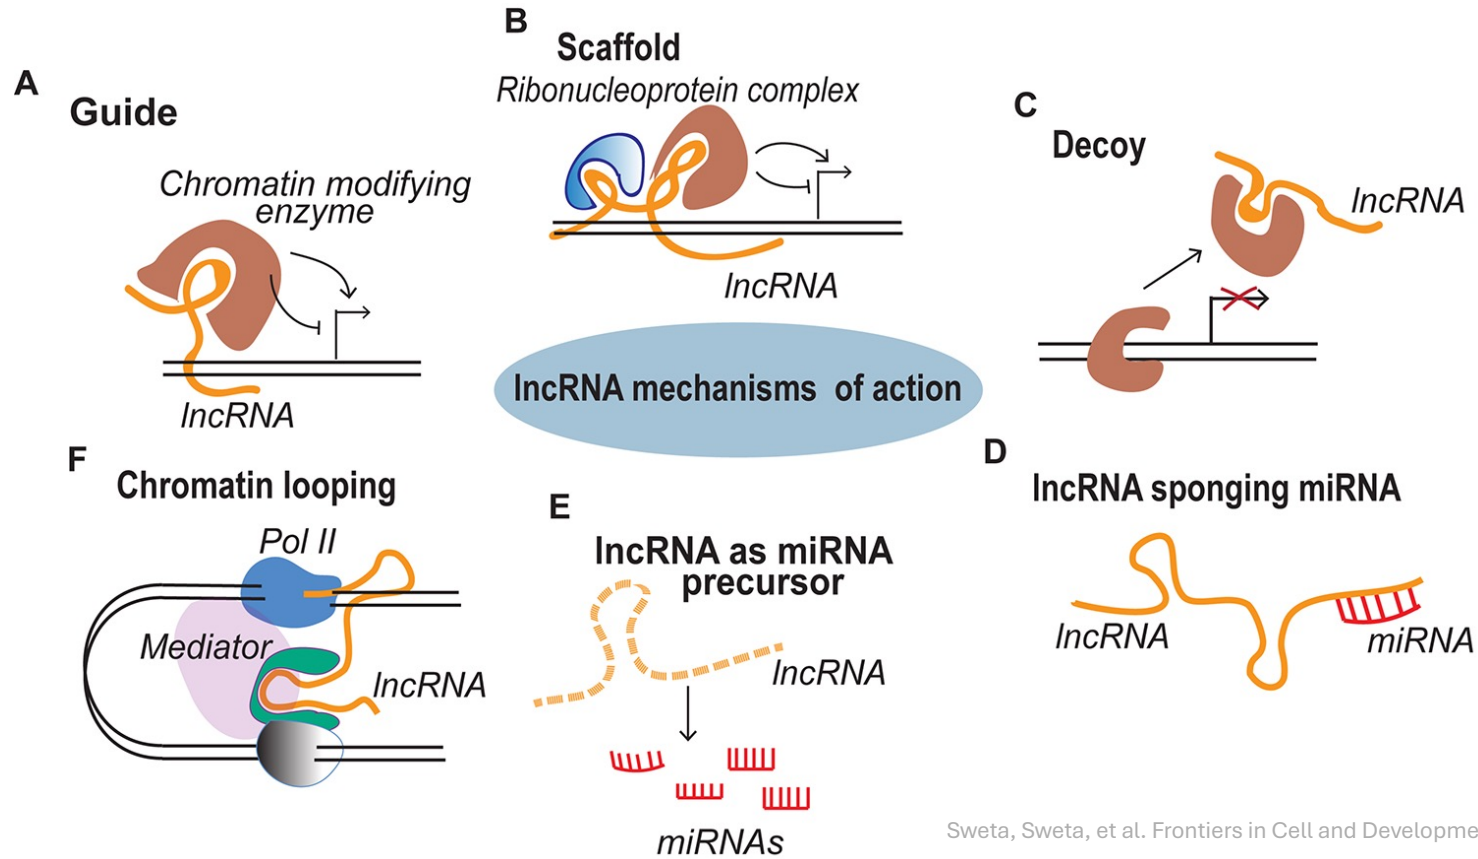 A
Guide
Chromatin modifying
enzyme
lncRNA
B
Scaffold
Ribonucleoprotein complex
lncRNA
C
Decoy
lncRNA
lncRNA mechanisms of action
D
lncRNA sponging miRNA
lncRNA
miRNA
E
lncRNA as miRNA
precursor
lncRNA
miRNAs
F
Chromatin looping
Pol II
Mediator
lncRNA
Sweta, Sweta, et al. Frontiers in Cell and Developme